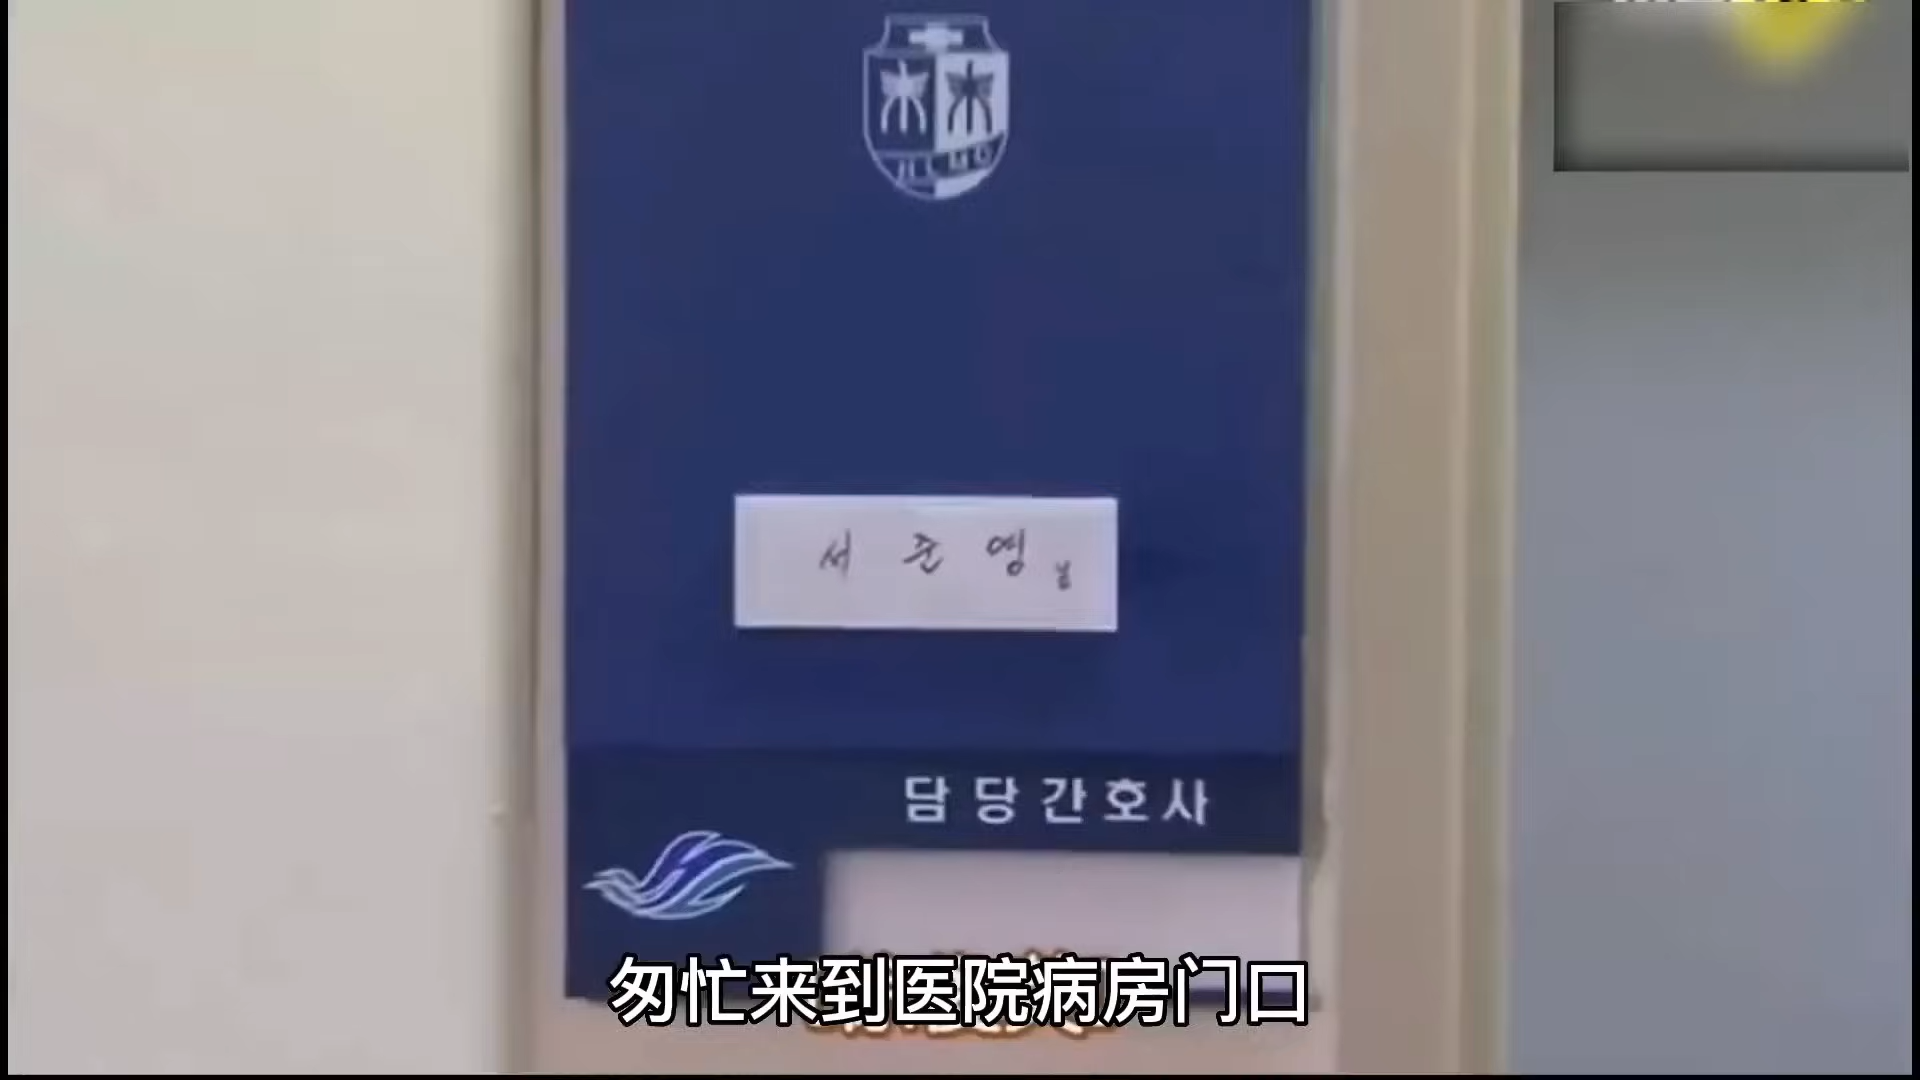 서 준 영 님
담당간호사
匆忙来到医院病房门口